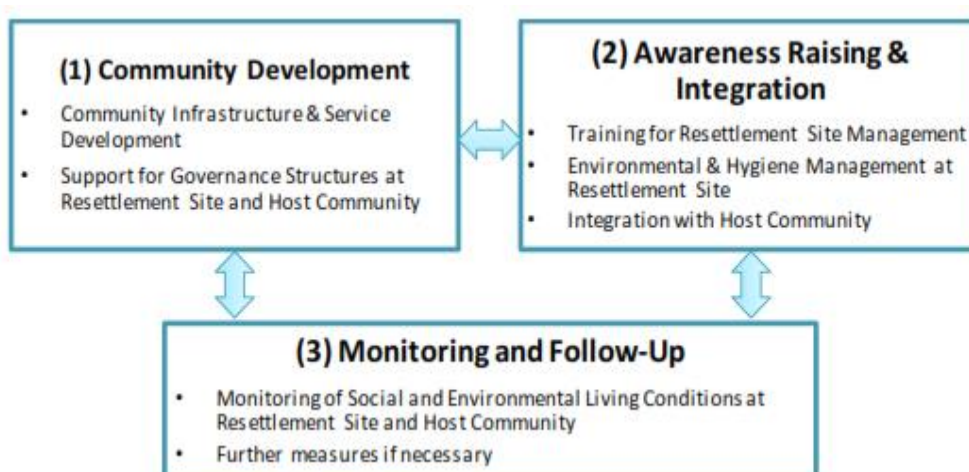 (1) Community Development
• Community Infrastructure & Service
Development
• Support for Governance Structures at
Resettlement Site and Host Community
(2) Awareness Raising &
Integration
• Training for Resettlement Site Management
• Environmental & Hygiene Management at
Resettlement Site
• Integration with Host Community
(3) Monitoring and Follow-Up
• Monitoring of Social and Environmental Living Conditions at
Resettlement Site and Host Community
• Further measures if necessary